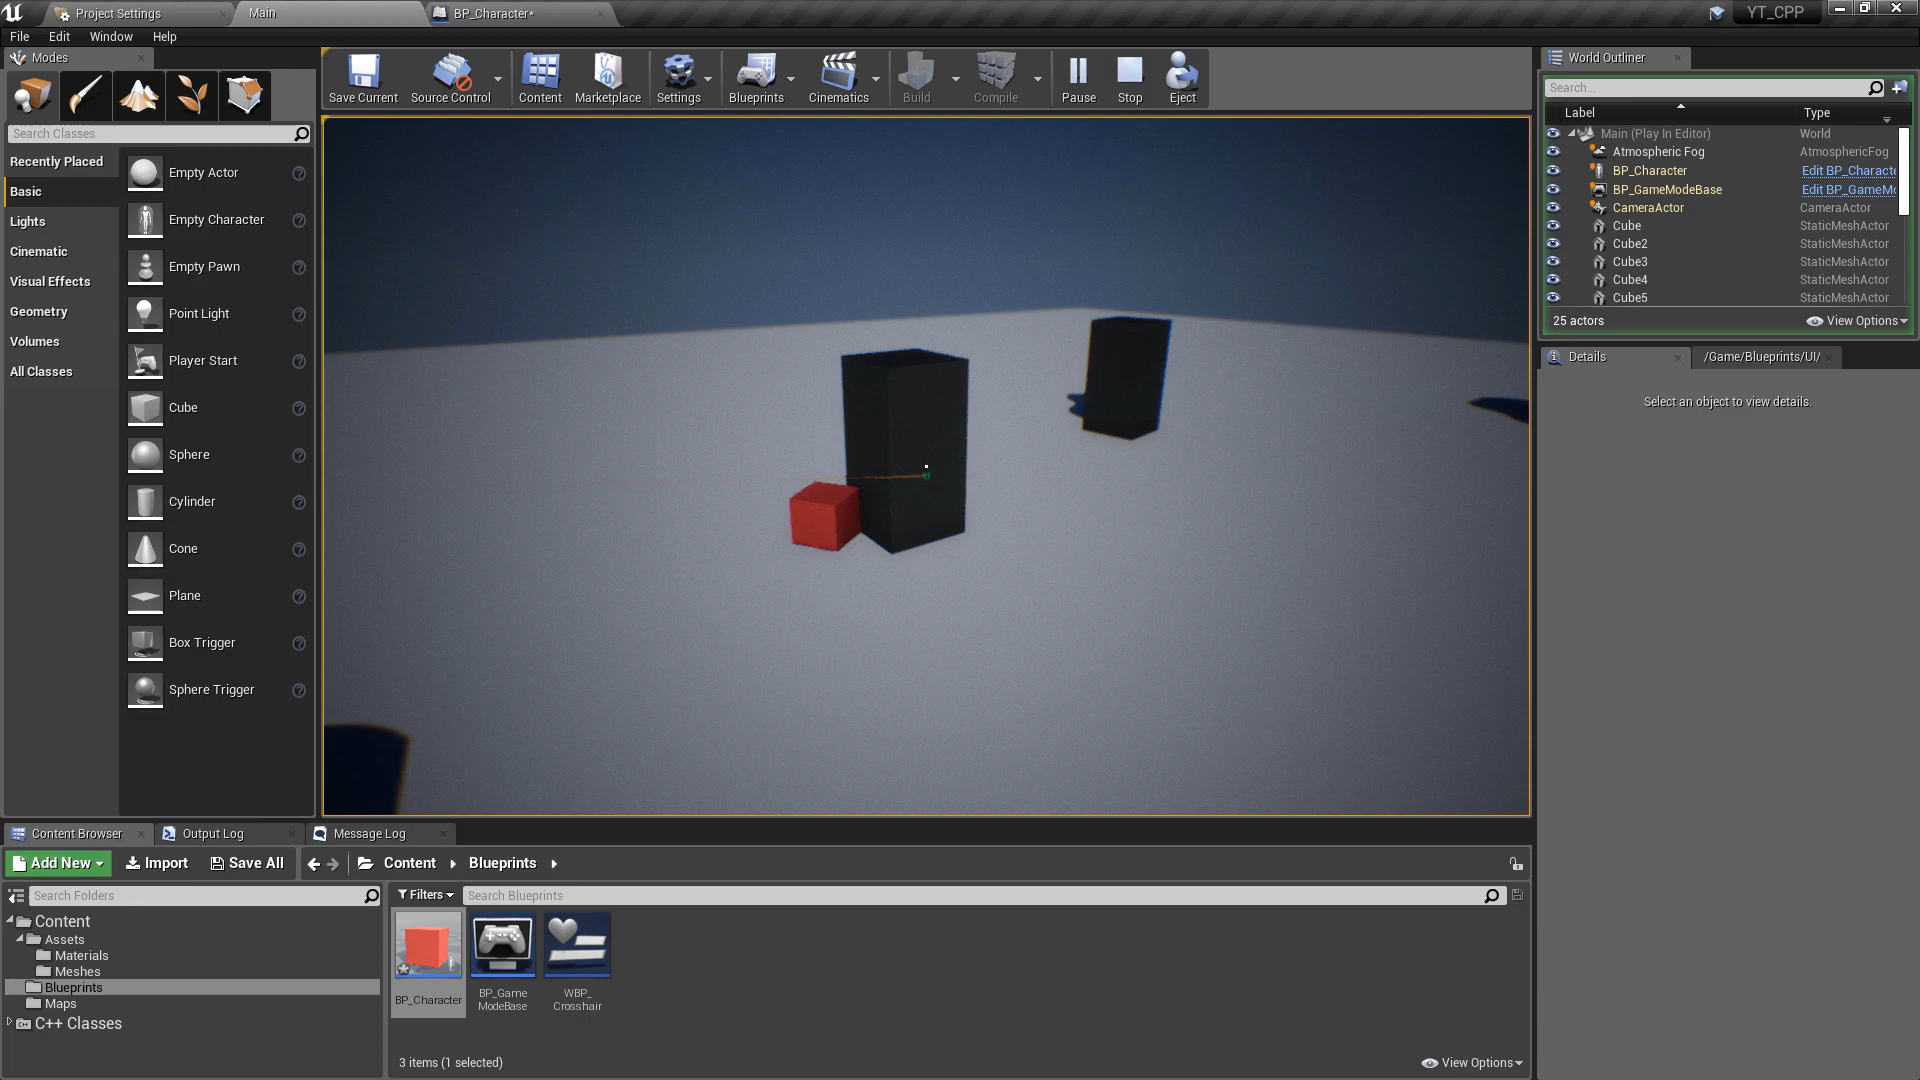 Project Settings
Main
BP_Character*
YT_CPP
File
Edit
Window
Help
Modes
Search Classes
Recently Placed
Basic
Lights
Cinematic
Visual Effects
Geometry
Volumes
All Classes
Empty Actor
Empty Character
Empty Pawn
Point Light
Player Start
Cube
Sphere
Cylinder
Cone
Plane
Box Trigger
Sphere Trigger
Save Current
Source Control
Content
Marketplace
Settings
Blueprints
Cinematics
Build
Compile
Pause
Stop
Eject
World Outliner
Search...
Label
Type
Main (Play In Editor)
World
Atmospheric Fog
AtmosphericFog
BP_Character
Edit BP_Characte
BP_GameModeBase
Edit BP_GameMo
CameraActor
CameraActor
Cube
StaticMeshActor
Cube2
StaticMeshActor
Cube3
StaticMeshActor
Cube4
StaticMeshActor
Cube5
StaticMeshActor
25 actors
View Options
Details
/Game/Blueprints/UI/
Select an object to view details.
Content Browser
Output Log
Message Log
Add New
Import
Save All
Content
Blueprints
Search Folders
Content
Assets
Materials
Meshes
Blueprints
Maps
C++ Classes
Filters
Search Blueprints
BP_Character
BP_Game
ModeBase
WBP_
Crosshair
3 items (1 selected)
View Options